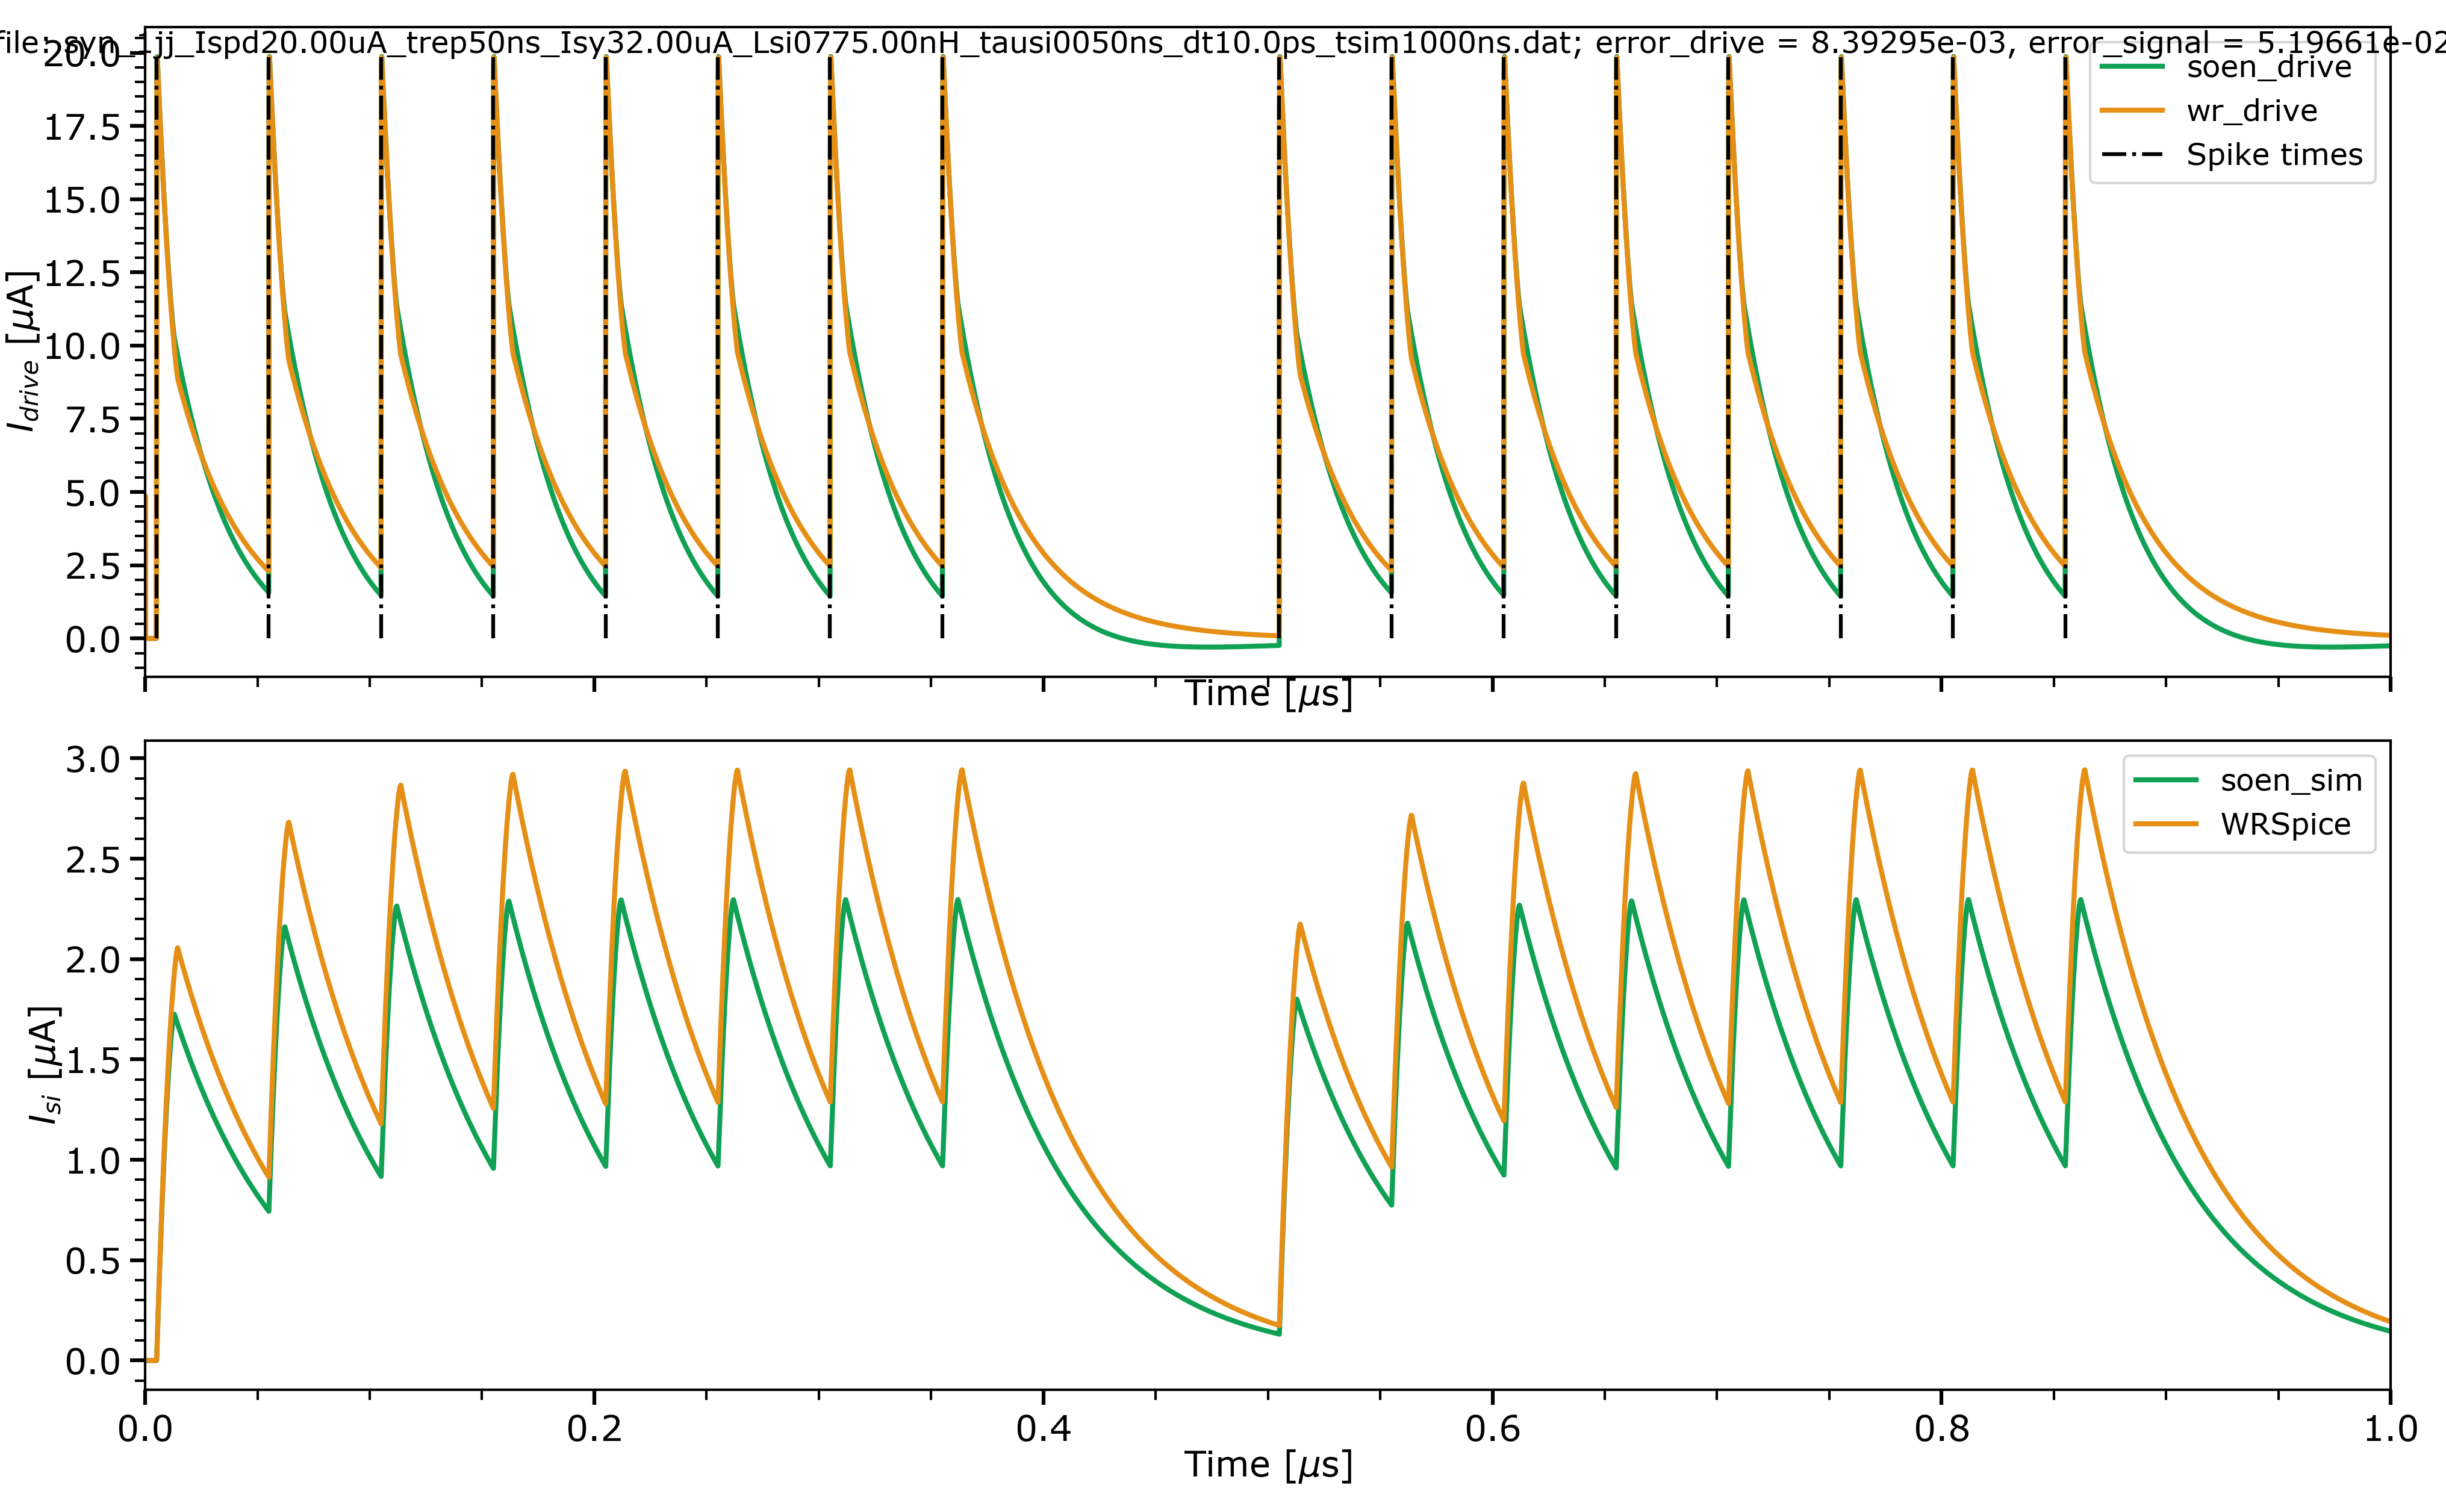 file: syn_1jj_Ispd20.00uA_trep50ns_Isy32.00uA_Lsi0775.00nH_tausi0050ns_dt10.0ps_tsim1000ns.dat; error_drive = 8.39295e-03, error_signal = 5.19661e-02
20.0
17.5
15.0
12.5
10.0
7.5
5.0
2.5
0.0
I_drive [μA]
soen_drive
wr_drive
Spike times
Time [μs]
3.0
2.5
2.0
1.5
1.0
0.5
0.0
I_si [μA]
soen_sim
WRSpice
0.0 0.2 0.4 0.6 0.8 1.0
Time [μs]